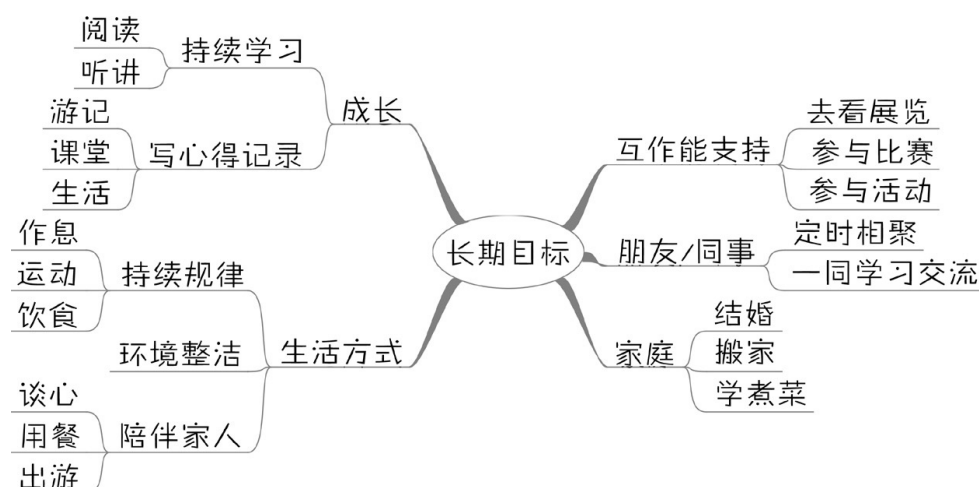 长期目标
成长
持续学习
阅读
听讲
写心得记录
游记
课堂
生活
生活方式
持续规律
作息
运动
饮食
环境整洁
陪伴家人
谈心
用餐
出游
互作能支持
去看展览
参与比赛
参与活动
朋友/同事
定时相聚
一同学习交流
家庭
结婚
搬家
学煮菜